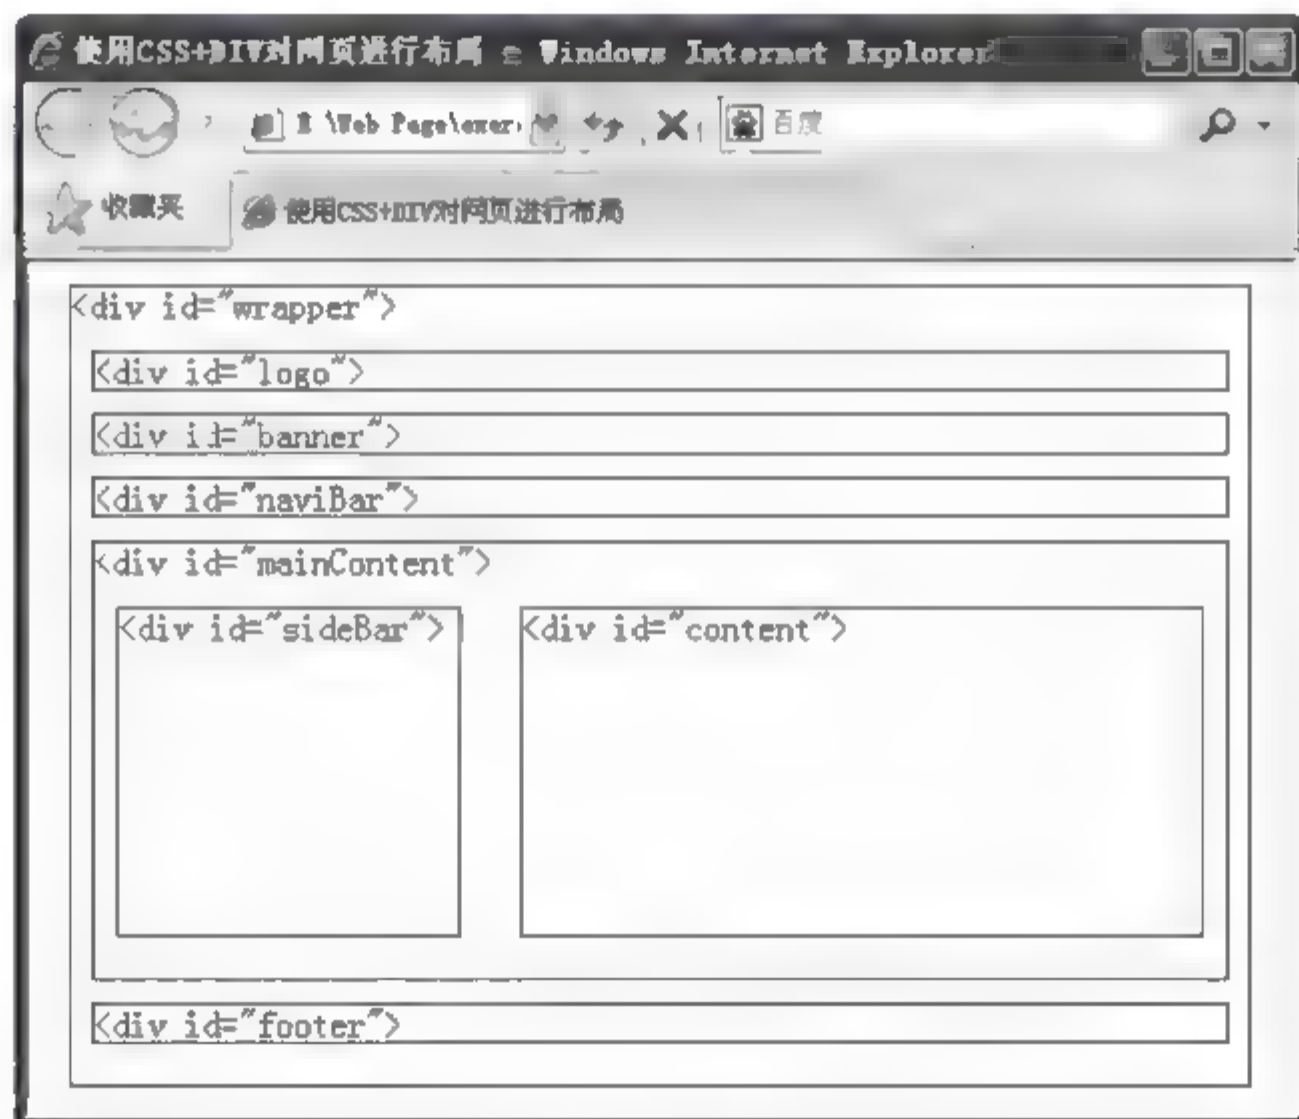 使用CSS+DIV对网页进行布局 - Windows Internet Explorer
\Web Page\exer
百度
收藏夹
使用CSS+DIV对网页进行布局
<div id="wrapper">
<div id="logo">
<div id="banner">
<div id="naviBar">
<div id="mainContent">
<div id="sideBar">
<div id="content">
<div id="footer">